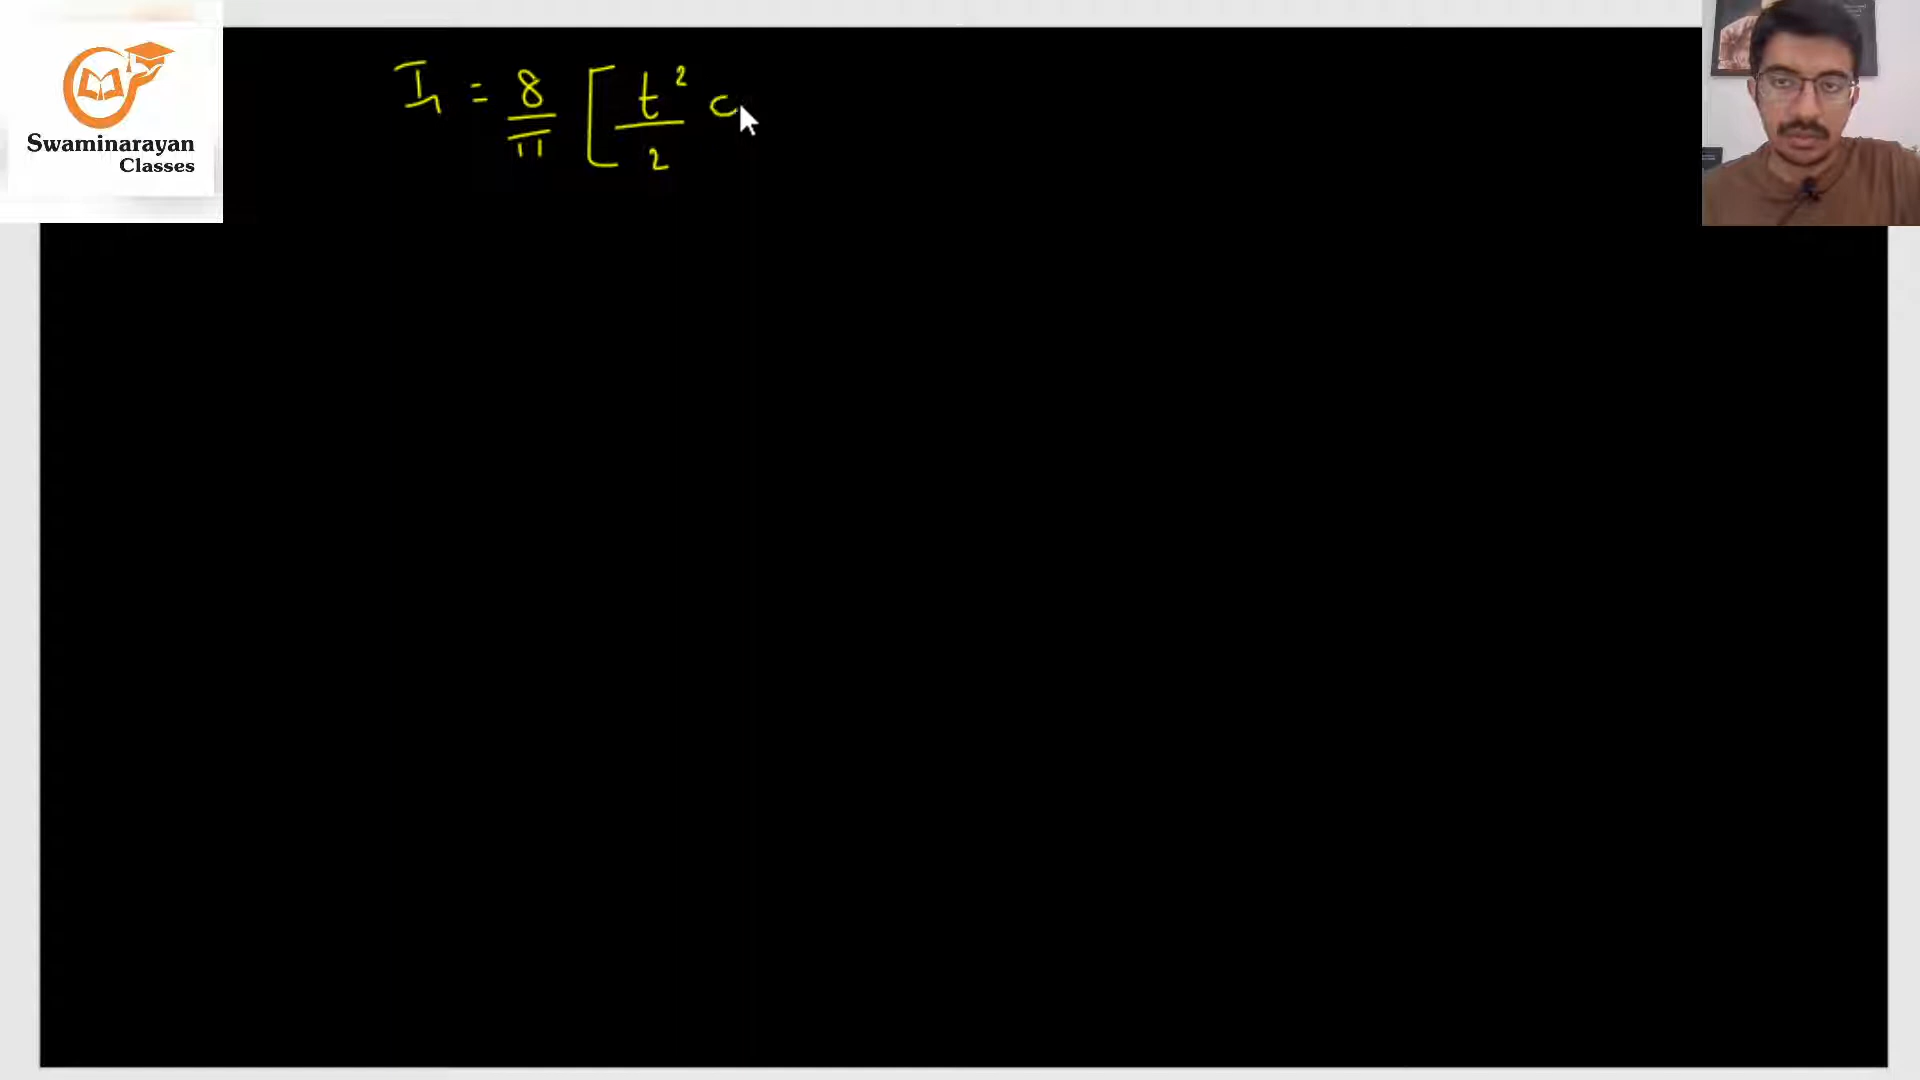 Swaminarayan
Classes
I₁ = 8/π [ t²/2 c